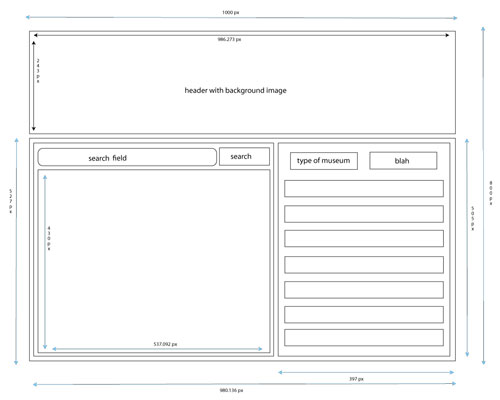 1000 px
986.273 px
243 px
header with background image
800 px
527 px
search field
search
type of museum
blah
505 px
430 px
537.092 px
397 px
980.136 px